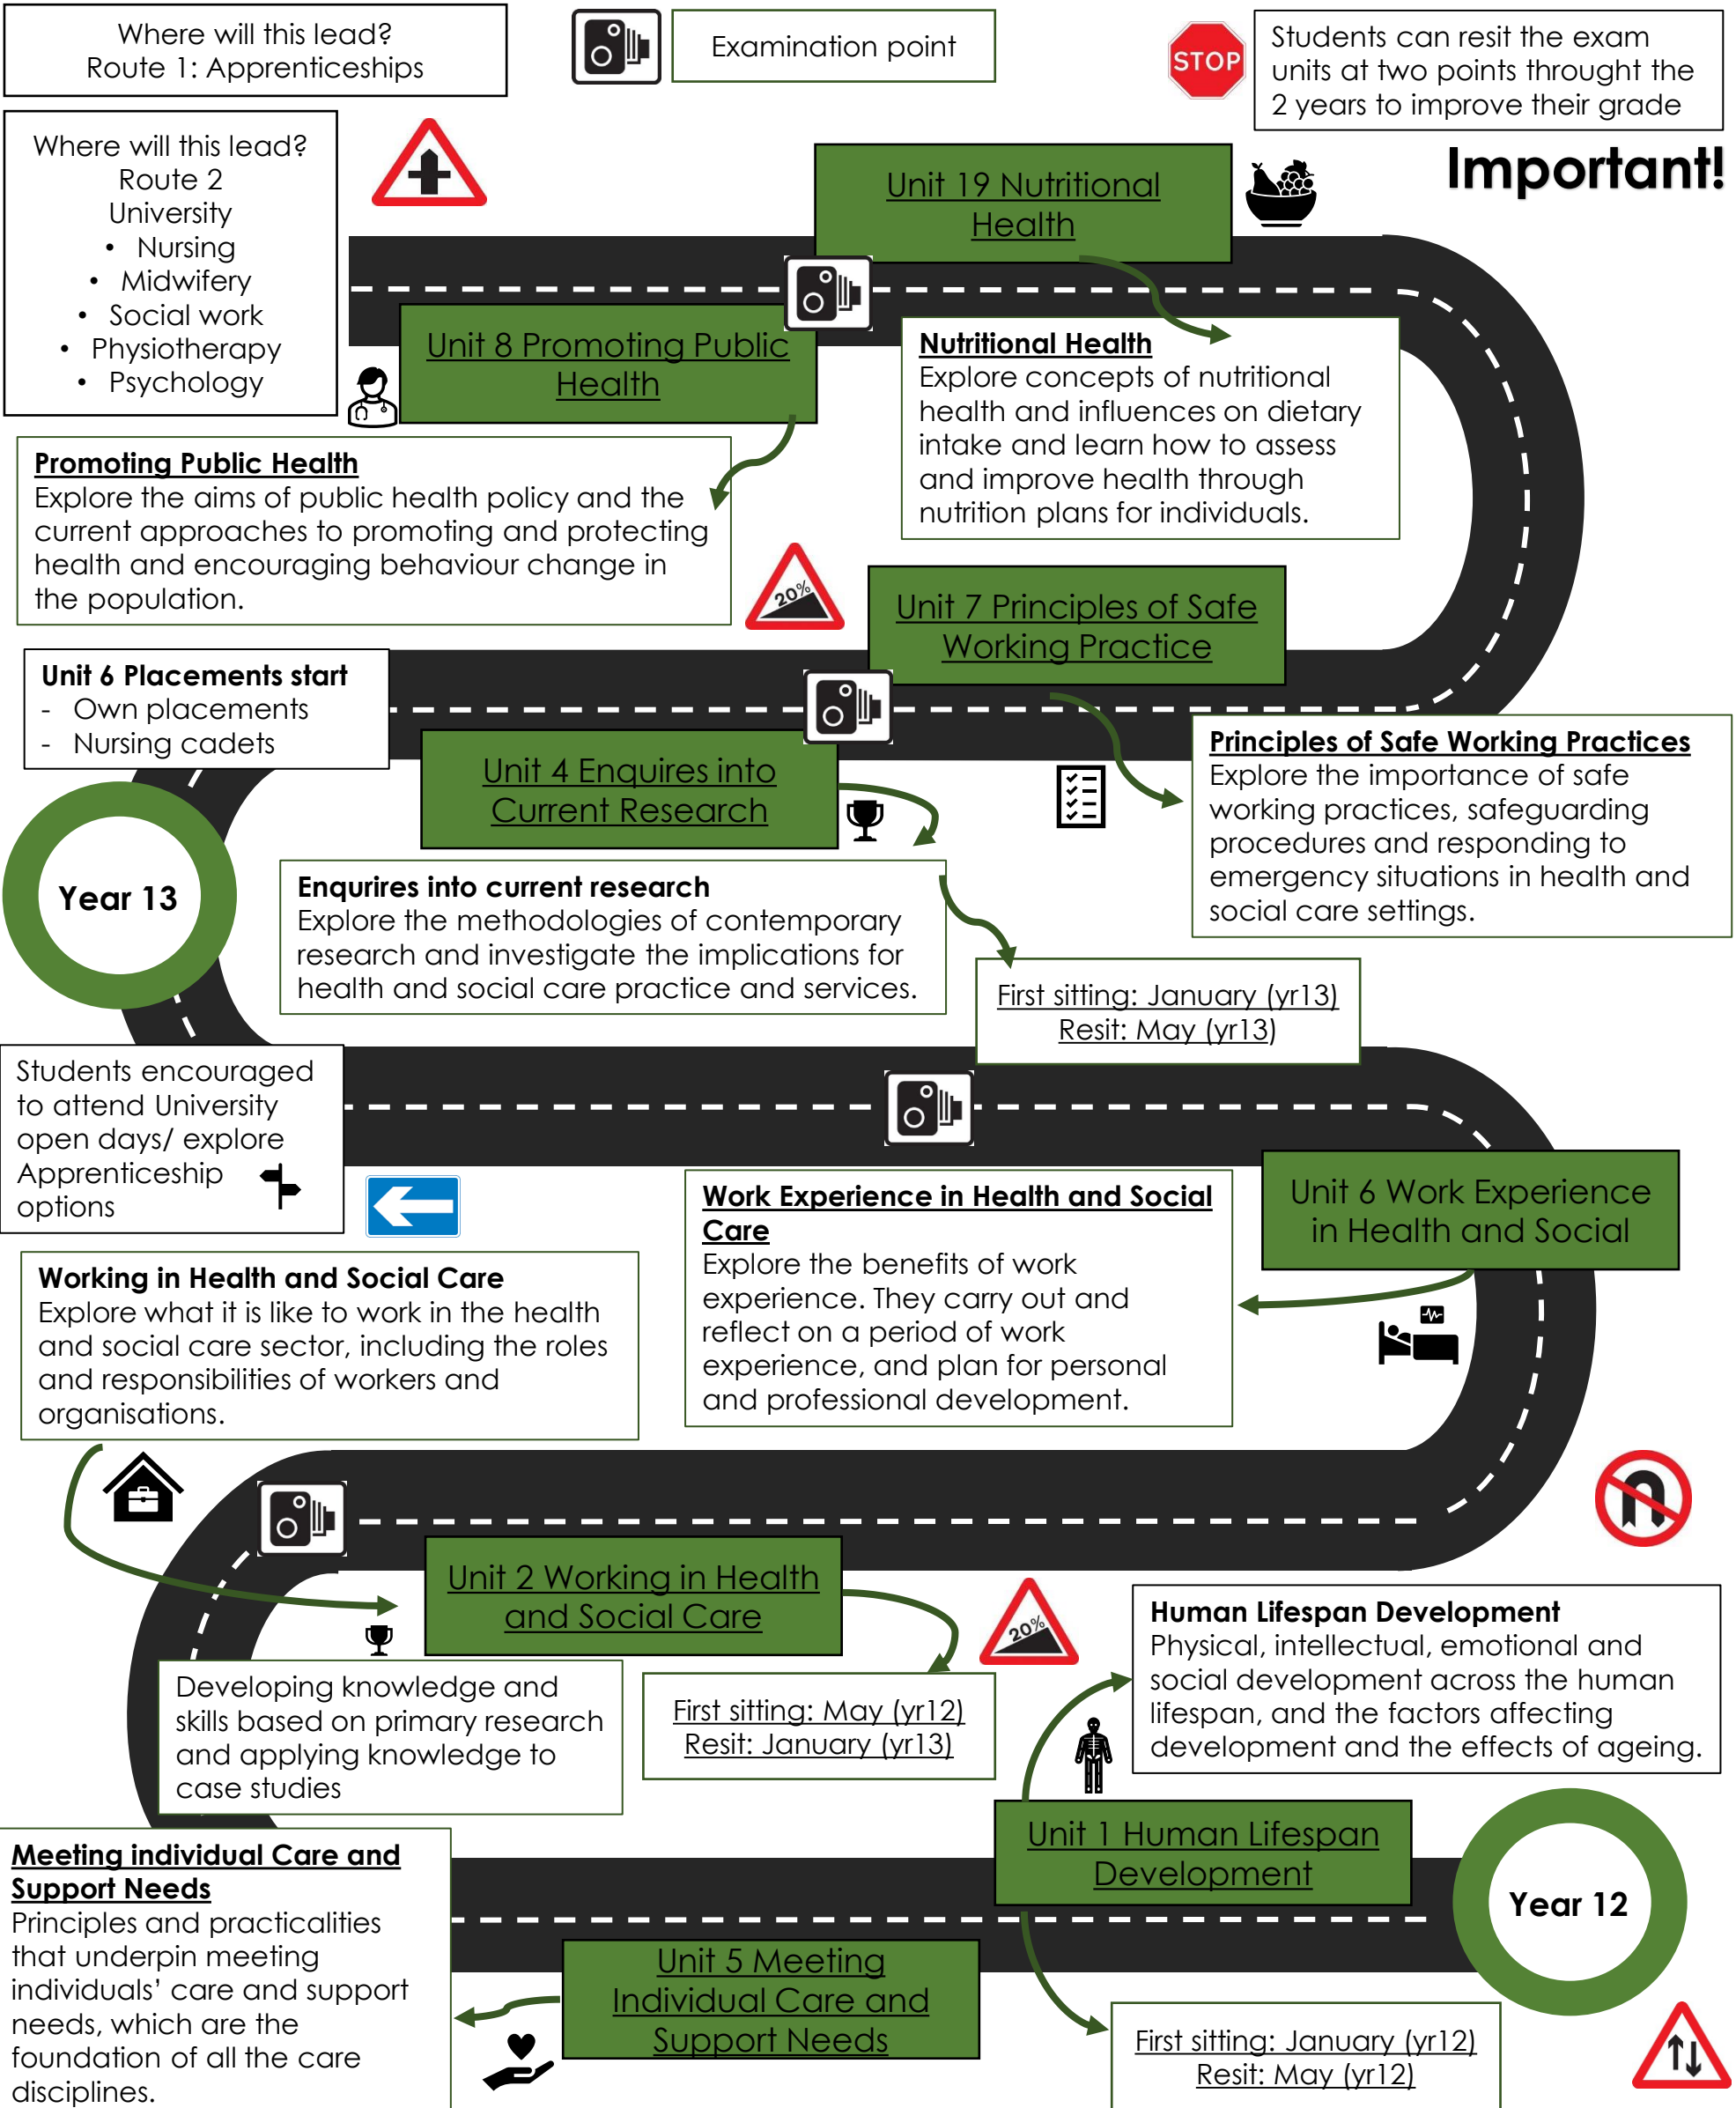 Where will this lead?
Route 1: Apprenticeships
Examination point
STOP
Students can resit the exam
units at two points throught the
2 years to improve their grade
Important!
Where will this lead?
Route 2
University
• Nursing
• Midwifery
• Social work
• Physiotherapy
• Psychology
Unit 19 Nutritional
Health
Unit 8 Promoting Public
Health
Nutritional Health
Explore concepts of nutritional
health and influences on dietary
intake and learn how to assess
and improve health through
nutrition plans for individuals.
Promoting Public Health
Explore the aims of public health policy and the
current approaches to promoting and protecting
health and encouraging behaviour change in
the population.
20%
Unit 7 Principles of Safe
Working Practice
Unit 6 Placements start
- Own placements
- Nursing cadets
Unit 4 Enquires into
Current Research
Principles of Safe Working Practices
Explore the importance of safe
working practices, safeguarding
procedures and responding to
emergency situations in health and
social care settings.
Year 13
Enqurires into current research
Explore the methodologies of contemporary
research and investigate the implications for
health and social care practice and services.
First sitting: January (yr13)
Resit: May (yr13)
Students encouraged
to attend University
open days/ explore
Apprenticeship
options
Work Experience in Health and Social
Care
Explore the benefits of work
experience. They carry out and
reflect on a period of work
experience, and plan for personal
and professional development.
Unit 6 Work Experience
in Health and Social
Working in Health and Social Care
Explore what it is like to work in the health
and social care sector, including the roles
and responsibilities of workers and
organisations.
Unit 2 Working in Health
and Social Care
20%
Human Lifespan Development
Physical, intellectual, emotional and
social development across the human
lifespan, and the factors affecting
development and the effects of ageing.
Developing knowledge and
skills based on primary research
and applying knowledge to
case studies
First sitting: May (yr12)
Resit: January (yr13)
Unit 1 Human Lifespan
Development
Year 12
Meeting individual Care and
Support Needs
Principles and practicalities
that underpin meeting
individuals’ care and support
needs, which are the
foundation of all the care
disciplines.
Unit 5 Meeting
Individual Care and
Support Needs
First sitting: January (yr12)
Resit: May (yr12)